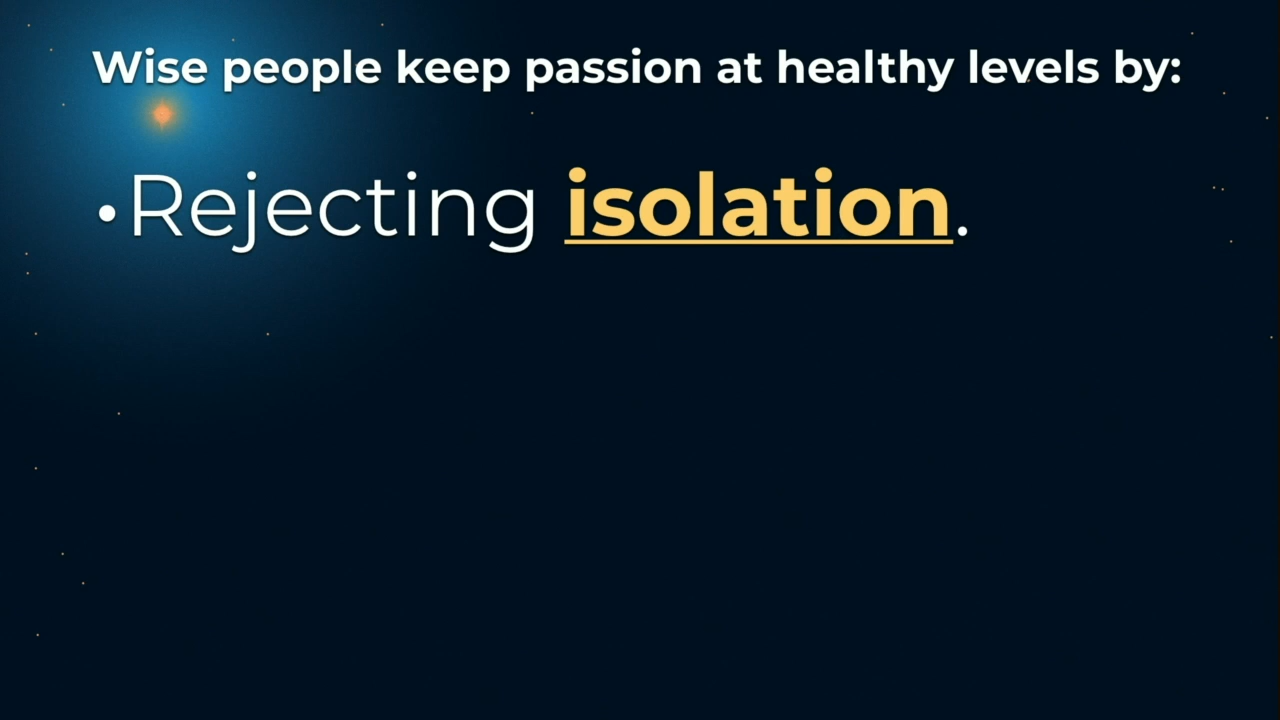 Wise people keep passion at healthy levels by:
•Rejecting isolation.